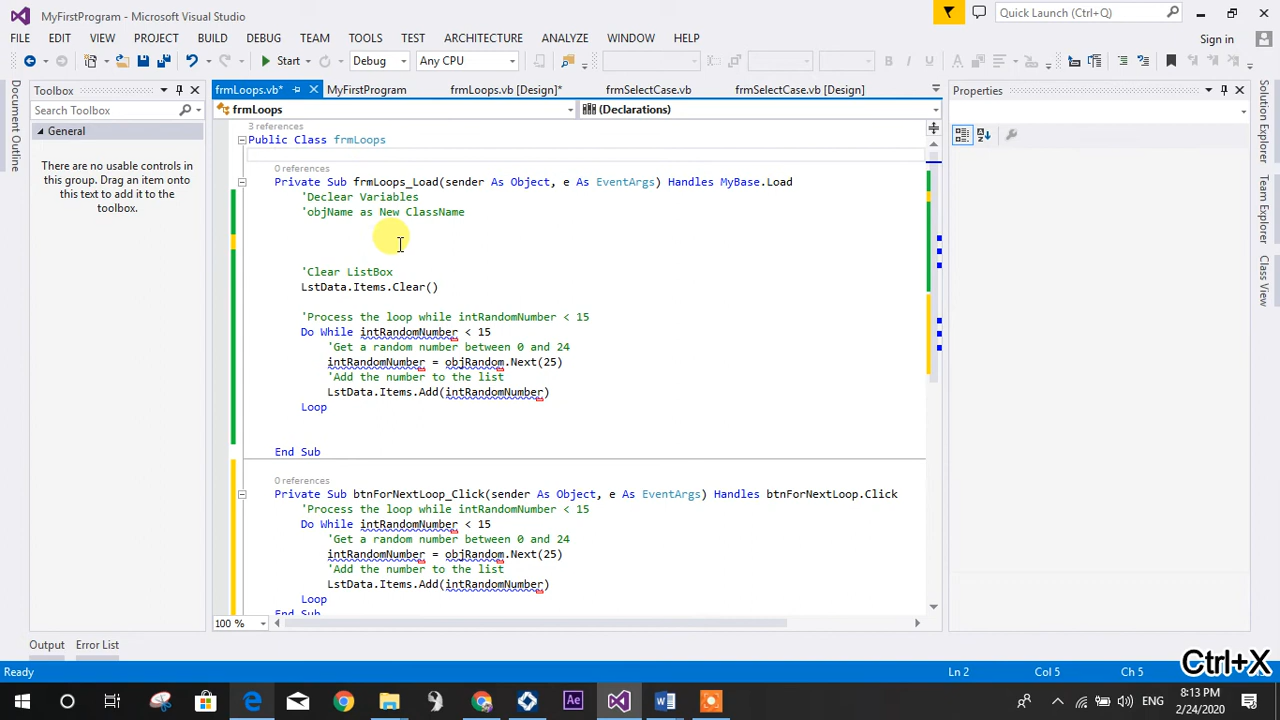 MyFirstProgram - Microsoft Visual Studio
Quick Launch (Ctrl+Q)
FILE EDIT VIEW PROJECT BUILD DEBUG TEAM TOOLS TEST ARCHITECTURE ANALYZE WINDOW HELP
Sign in
Start Debug Any CPU
Document Outline
Toolbox
Search Toolbox
General
There are no usable controls in
this group. Drag an item onto
this text to add it to the
toolbox.
frmLoops.vb* MyFirstProgram frmLoops.vb [Design]* frmSelectCase.vb frmSelectCase.vb [Design]
frmLoops (Declarations)
3 references
Public Class frmLoops
0 references
Private Sub frmLoops_Load(sender As Object, e As EventArgs) Handles MyBase.Load
'Declear Variables
'objName as New ClassName
'Clear ListBox
LstData.Items.Clear()
'Process the loop while intRandomNumber < 15
Do While intRandomNumber < 15
'Get a random number between 0 and 24
intRandomNumber = objRandom.Next(25)
'Add the number to the list
LstData.Items.Add(intRandomNumber)
Loop
End Sub
0 references
Private Sub btnForNextLoop_Click(sender As Object, e As EventArgs) Handles btnForNextLoop.Click
'Process the loop while intRandomNumber < 15
Do While intRandomNumber < 15
'Get a random number between 0 and 24
intRandomNumber = objRandom.Next(25)
'Add the number to the list
LstData.Items.Add(intRandomNumber)
Loop
End Sub
100 %
Properties
Solution Explorer
Team Explorer
Class View
Output Error List
Ready
Ln 2 Col 5 Ch 5
Ctrl+X
ENG
8:13 PM
2/24/2020